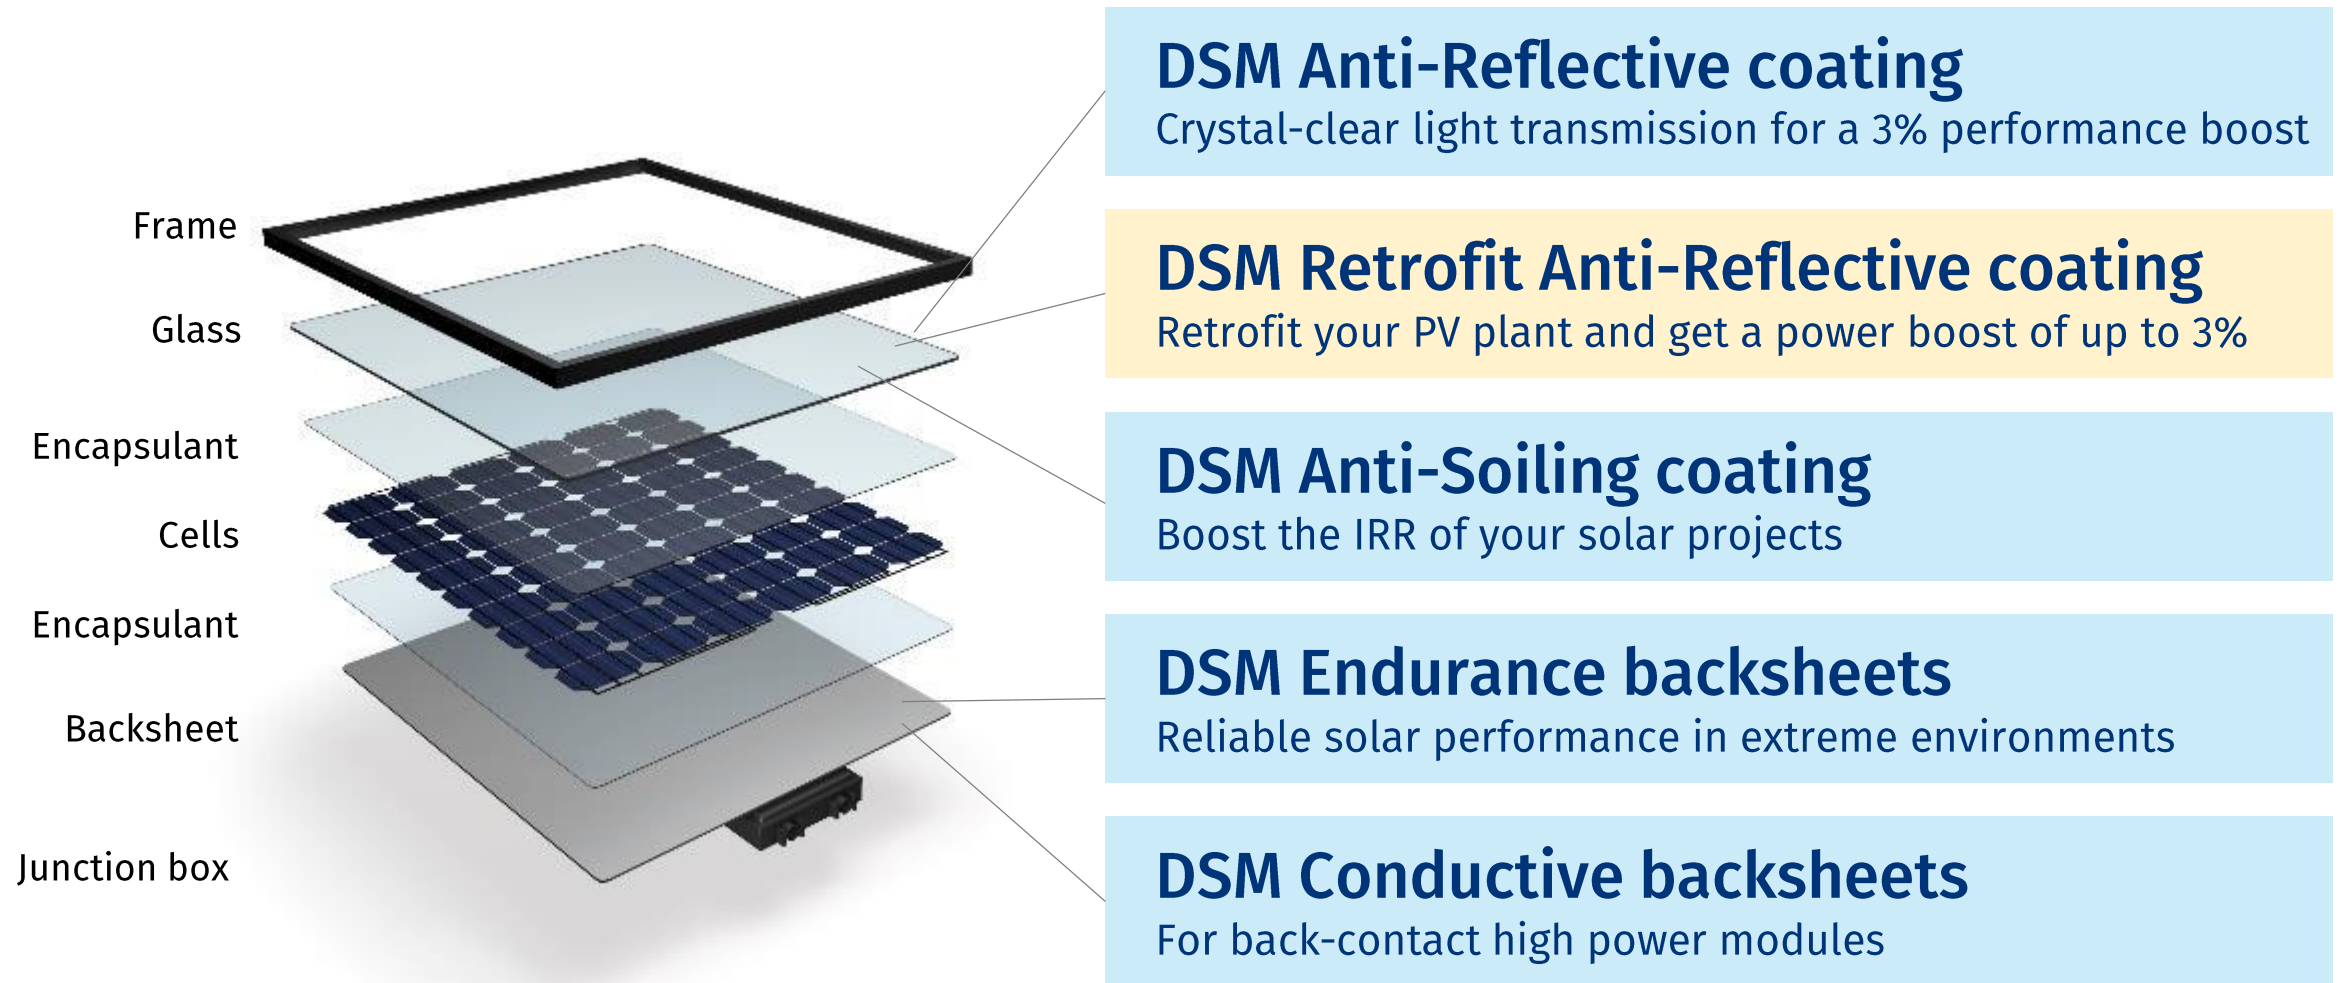 Frame
Glass
Encapsulant
Cells
Encapsulant
Backsheet
Junction box
DSM Anti-Reflective coating
Crystal-clear light transmission for a 3% performance boost
DSM Retrofit Anti-Reflective coating
Retrofit your PV plant and get a power boost of up to 3%
DSM Anti-Soiling coating
Boost the IRR of your solar projects
DSM Endurance backsheets
Reliable solar performance in extreme environments
DSM Conductive backsheets
For back-contact high power modules